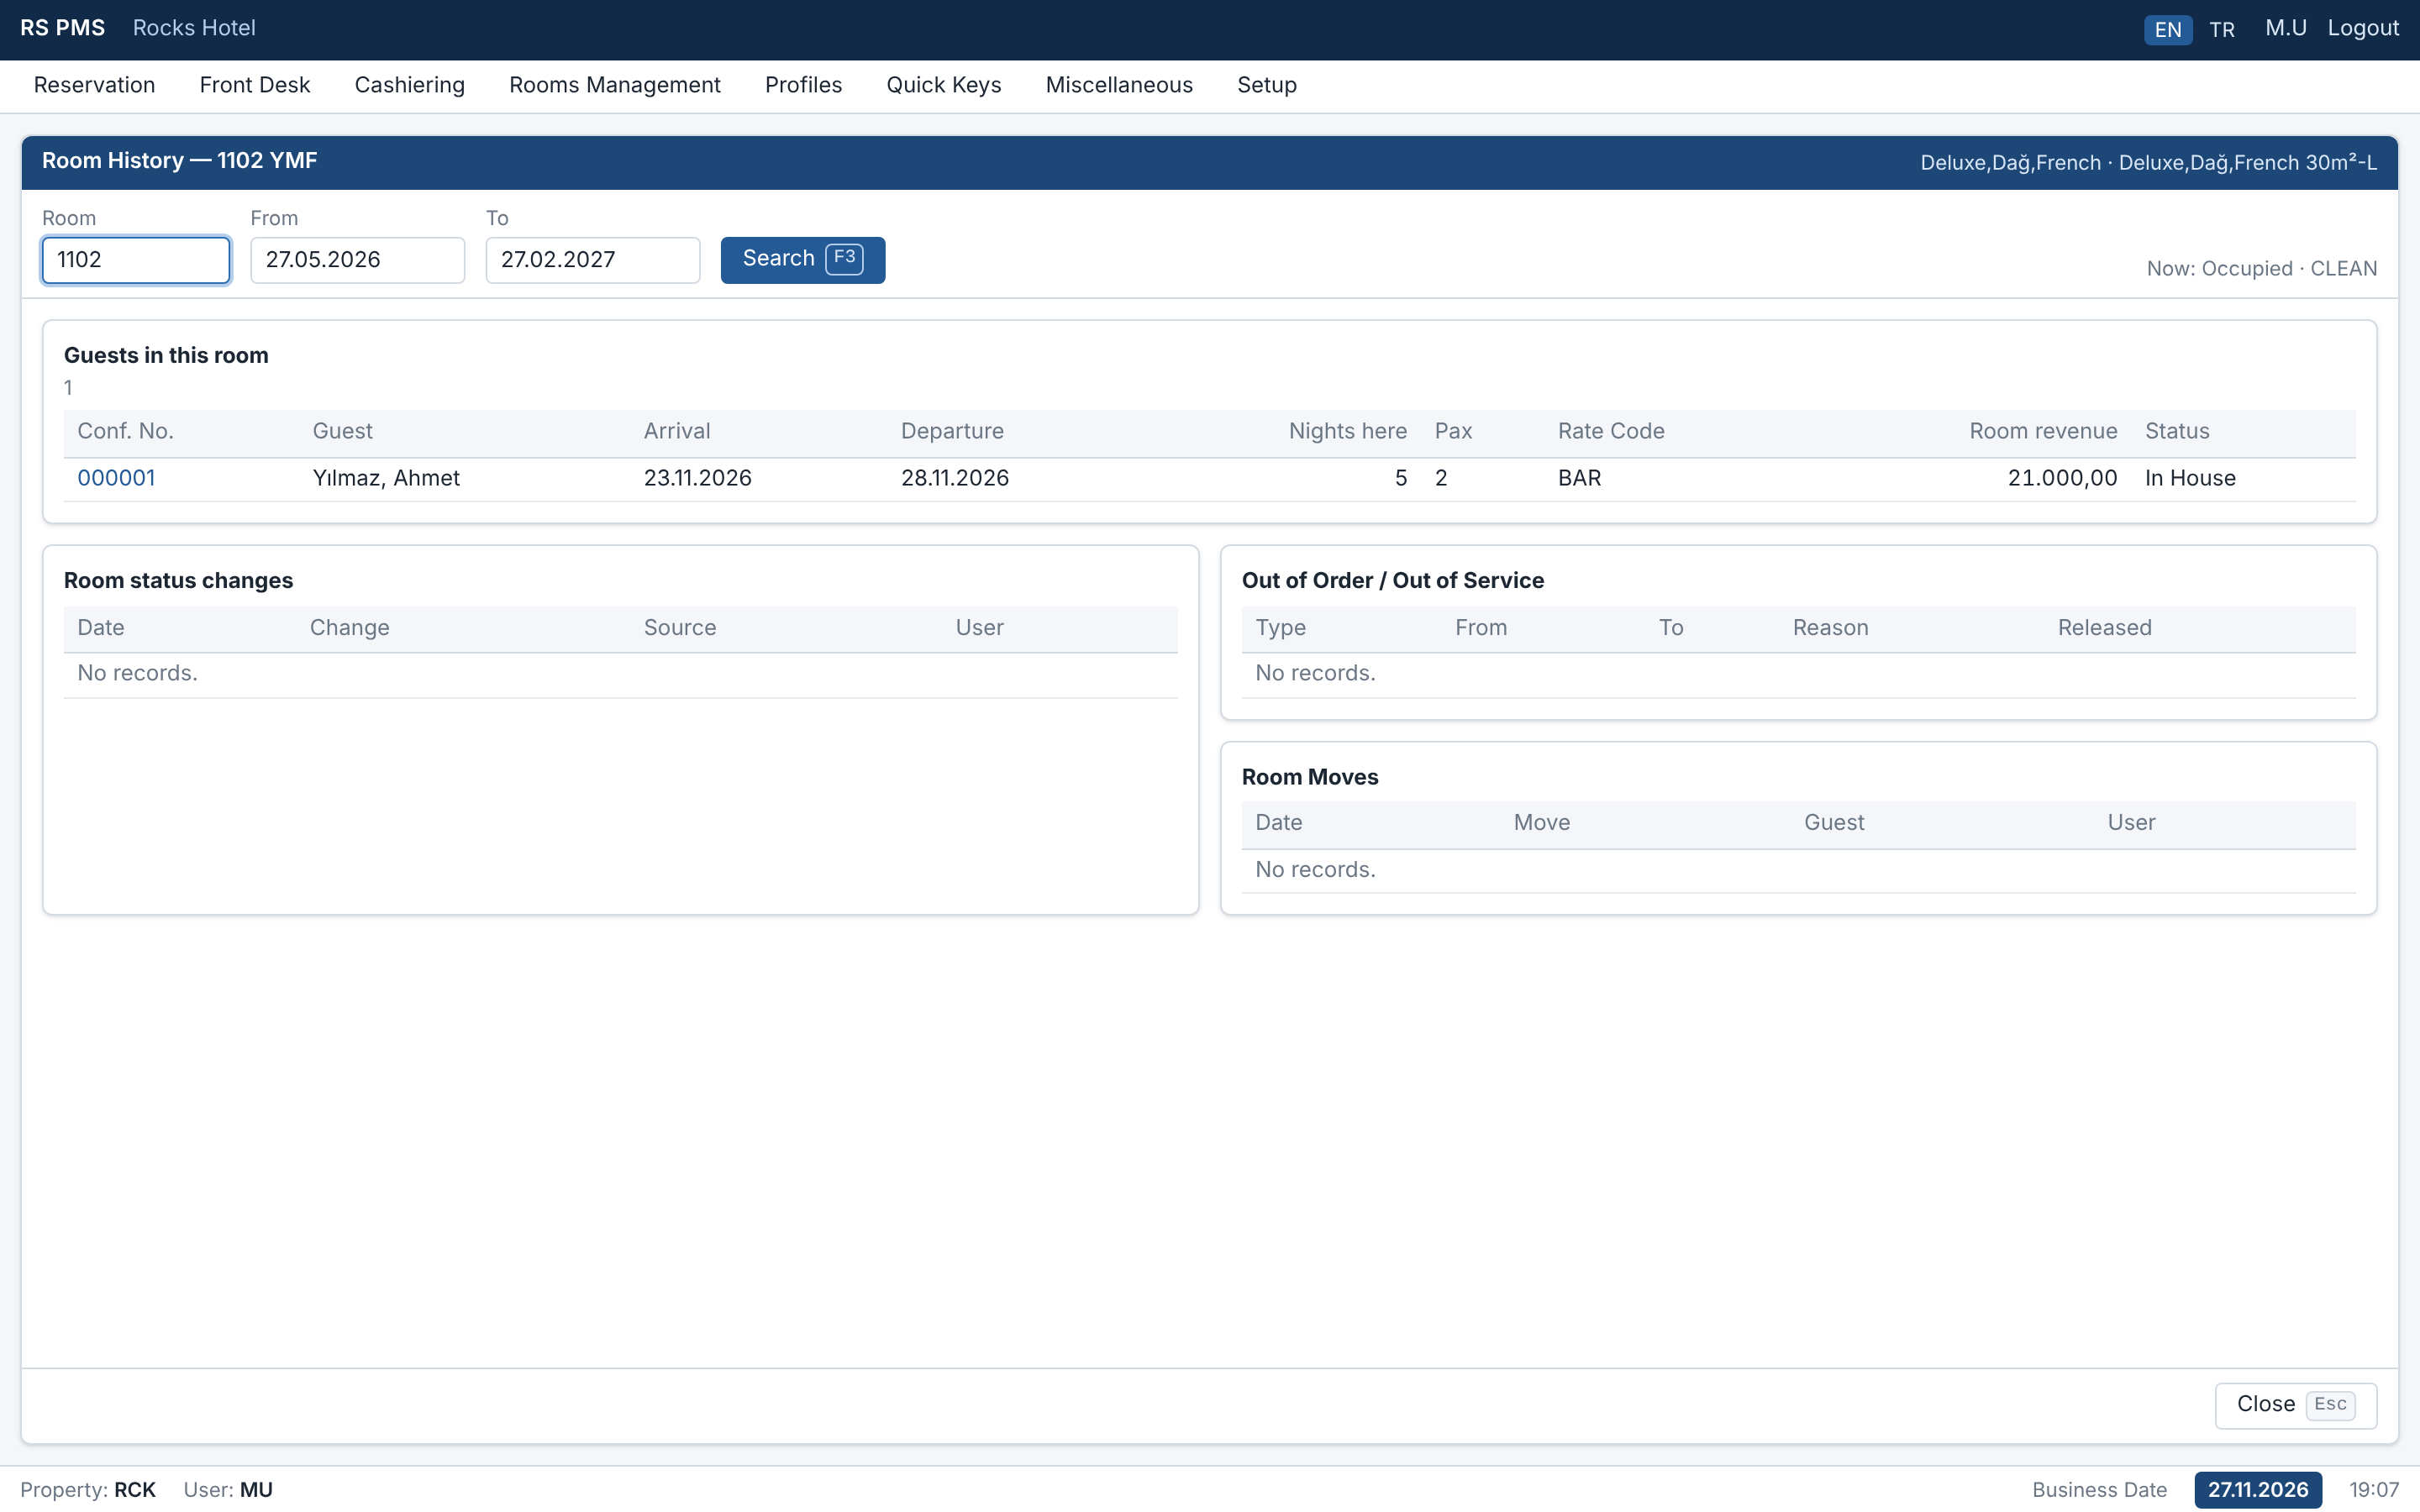 RS PMS Rocks Hotel EN TR M.U Logout
Reservation Front Desk Cashiering Rooms Management Profiles Quick Keys Miscellaneous Setup
Room History — 1102 YMF Deluxe,Dağ,French · Deluxe,Dağ,French 30m²-L
Room From To
1102 27.05.2026 27.02.2027 Search F3 Now: Occupied · CLEAN
Guests in this room
1
Conf. No. Guest Arrival Departure Nights here Pax Rate Code Room revenue Status
000001 Yılmaz, Ahmet 23.11.2026 28.11.2026 5 2 BAR 21.000,00 In House
Room status changes
Date Change Source User
No records.
Out of Order / Out of Service
Type From To Reason Released
No records.
Room Moves
Date Move Guest User
No records.
Close Esc
Property: RCK User: MU Business Date 27.11.2026 19:07